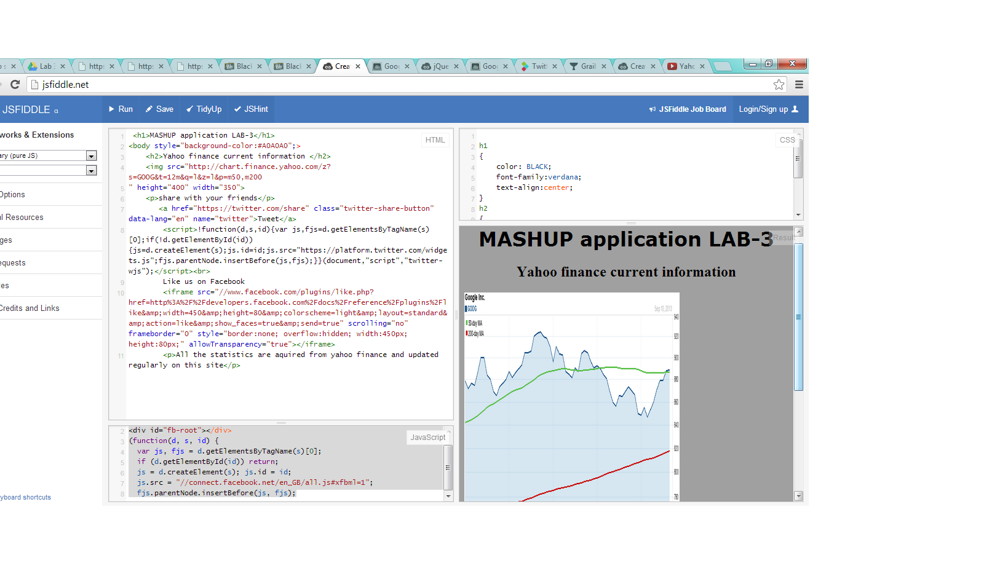 Lab 3
https
https
https
Blac
Blac
Crea
Goog
jQue
Goog
Twitt
Grail
Crea
Yaho
jsfiddle.net
JSFIDDLE α
Run
Save
TidyUp
JSHint
JSFiddle Job Board
Login/Sign up
works & Extensions
ary (pure JS)
Options
l Resources
ges
equests
es
Credits and Links
yboard shortcuts
HTML
1 <h1>MASHUP application LAB-3</h1>
2 <body style="background-color:#A0A0A0";>
3 <h2>Yahoo finance current information </h2>
4 <img src="http://chart.finance.yahoo.com/z?
s=GOOG&t=12m&q=l&z=l&p=m50,m200
5 " height="400" width="350">
6 <p>share with your friends</p>
7 <a href="https://twitter.com/share" class="twitter-share-button"
data-lang="en" name="twitter">Tweet</a>
8 <script>!function(d,s,id){var js,fjs=d.getElementsByTagName(s)
[0];if(!d.getElementById(id))
{js=d.createElement(s);js.id=id;js.src="https://platform.twitter.com/widge
ts.js";fjs.parentNode.insertBefore(js,fjs);}}(document,"script","twitter-
wjs");</script><br>
9 Like us on Facebook
10 <iframe src="//www.facebook.com/plugins/like.php?
href=http%3A%2F%2Fdevelopers.facebook.com%2Fdocs%2Freference%2Fplugins%2Fl
ike&amp;width=450&amp;height=80&amp;colorscheme=light&amp;layout=standard&
amp;action=like&amp;show_faces=true&amp;send=true" scrolling="no"
frameborder="0" style="border:none; overflow:hidden; width:450px;
height:80px;" allowTransparency="true"></iframe>
11 <p>All the statistics are aquired from yahoo finance and updated
regularly on this site</p>
JavaScript
2 <div id="fb-root"></div>
3 (function(d, s, id) {
4 var js, fjs = d.getElementsByTagName(s)[0];
5 if (d.getElementById(id)) return;
6 js = d.createElement(s); js.id = id;
7 js.src = "//connect.facebook.net/en_GB/all.js#xfbml=1";
8 fjs.parentNode.insertBefore(js, fjs);
CSS
1
2 h1
3 {
4 color: BLACK;
5 font-family:verdana;
6 text-align:center;
7 }
8 h2
9 {
Result
MASHUP application LAB-3
Yahoo finance current information
Google Inc.
GOOG
Sep 10, 2013
50-day MA
200-day MA
940
920
900
880
860
840
820
800
780